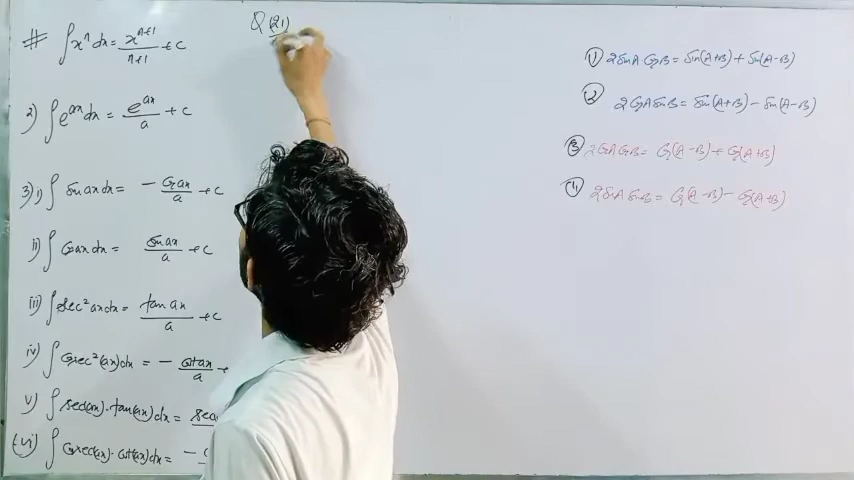 # ∫xⁿ dx = xⁿ⁺¹/n+1 + c
2) ∫e^ax dx = e^ax/a + c
3) i) ∫ Sin ax dx = - Cos ax/a + c
ii) ∫ Cos ax dx = Sin ax/a + c
iii) ∫ Sec² ax dx = tan ax/a + c
iv) ∫ Cosec²(ax) dx = - cot ax/a +
v) ∫ sec(ax)·tan(ax) dx = sec
(vi) ∫ Cosec(ax)·cot(ax) dx = -
Q (21)
(1) 2 Sin A · Cos B = Sin(A+B) + Sin(A-B)
(2) 2 Cos A Sin B = Sin(A+B) - Sin(A-B)
(3) 2 Cos A Cos B = Cos(A-B) + Cos(A+B)
(4) 2 Sin A Sin B = Cos(A-B) - Cos(A+B)